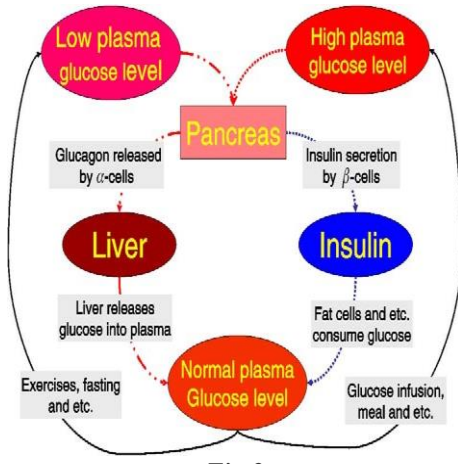 Low plasma
glucose level
High plasma
glucose level
Pancreas
Glucagon released
by α-cells
Insulin secretion
by β-cells
Liver
Insulin
Liver releases
glucose into plasma
Fat cells and etc.
consume glucose
Normal plasma
Glucose level
Exercises, fasting
and etc.
Glucose infusion,
meal and etc.